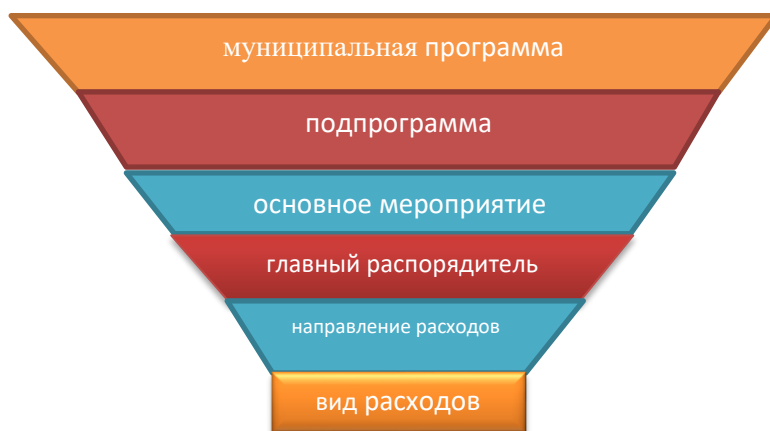 муниципальная программа
подпрограмма
основное мероприятие
главный распорядитель
направление расходов
вид расходов